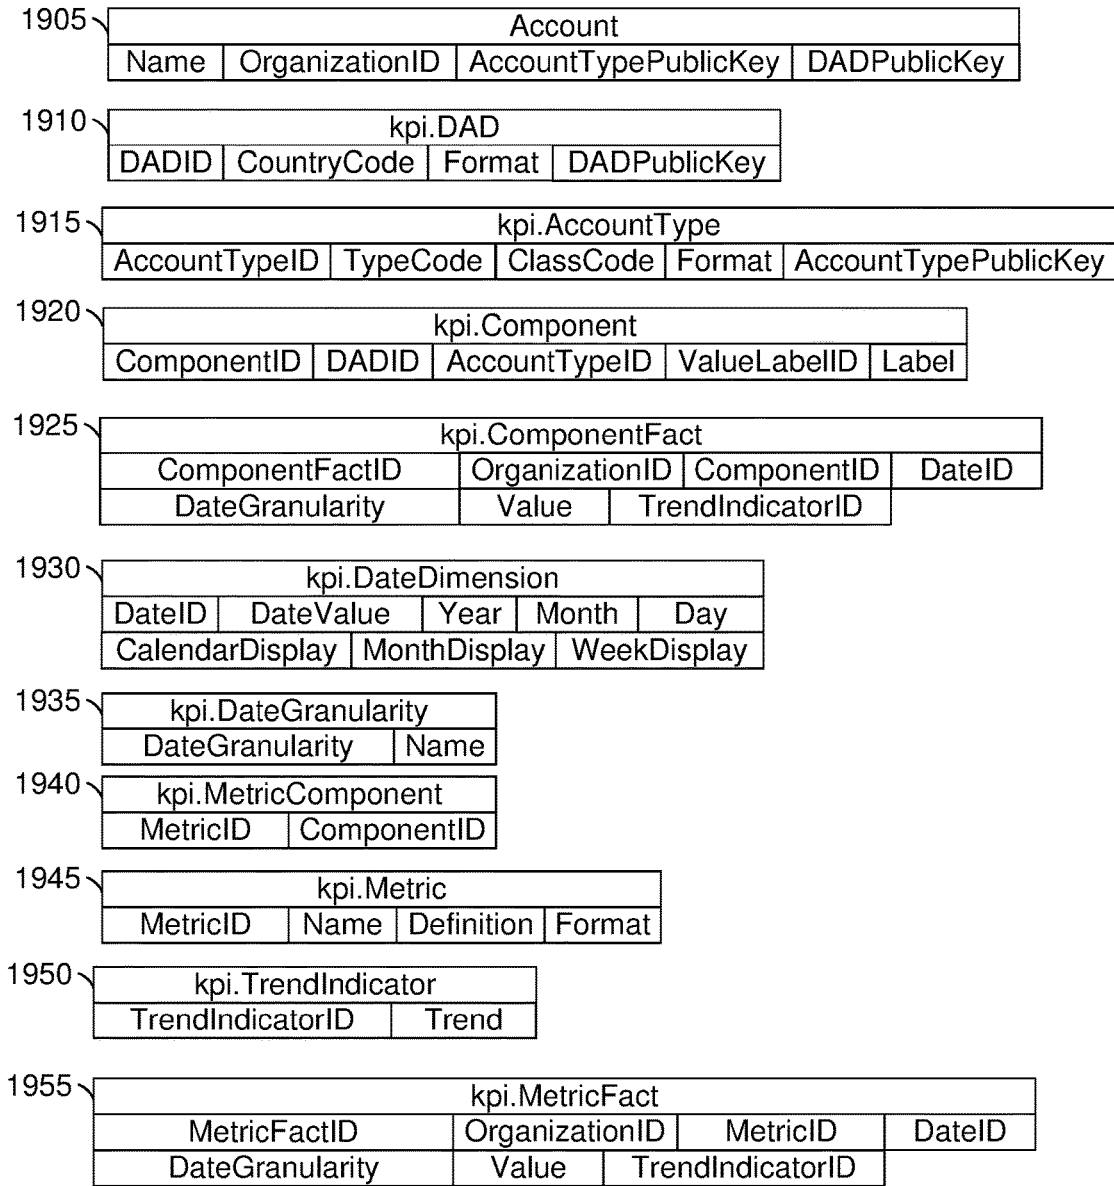 1905 Account
Name OrganizationID AccountTypePublicKey DADPublicKey
1910 kpi.DAD
DADID CountryCode Format DADPublicKey
1915 kpi.AccountType
AccountTypeID TypeCode ClassCode Format AccountTypePublicKey
1920 kpi.Component
ComponentID DADID AccountTypeID ValueLabelID Label
1925 kpi.ComponentFact
ComponentFactID OrganizationID ComponentID DateID
DateGranularity Value TrendIndicatorID
1930 kpi.DateDimension
DateID DateValue Year Month Day
CalendarDisplay MonthDisplay WeekDisplay
1935 kpi.DateGranularity
DateGranularity Name
1940 kpi.MetricComponent
MetricID ComponentID
1945 kpi.Metric
MetricID Name Definition Format
1950 kpi.TrendIndicator
TrendIndicatorID Trend
1955 kpi.MetricFact
MetricFactID OrganizationID MetricID DateID
DateGranularity Value TrendIndicatorID